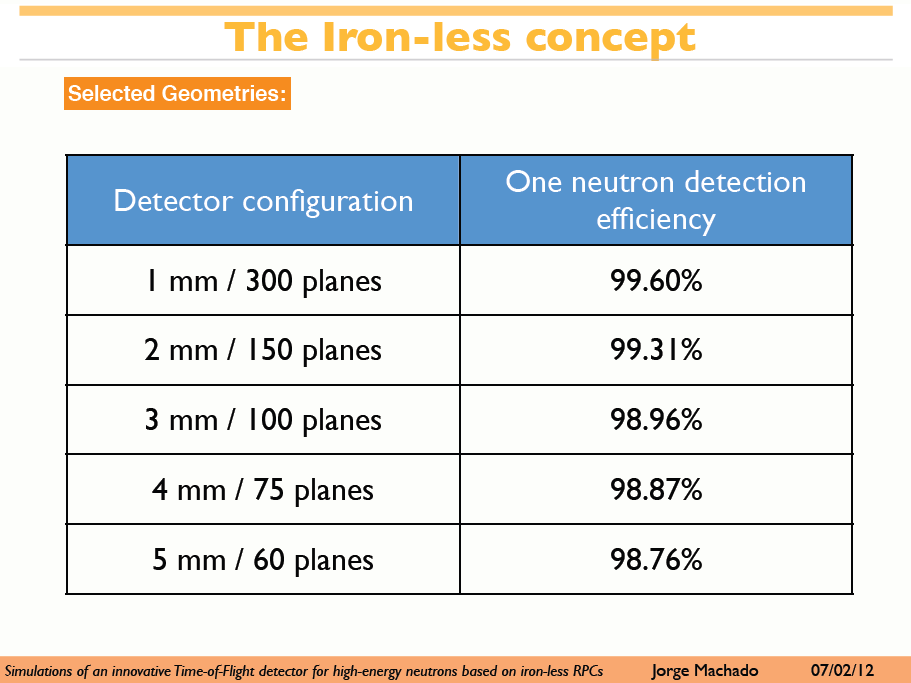 The Iron-less concept
Selected Geometries:
Detector configuration
One neutron detection
efficiency
1 mm / 300 planes
99.60%
2 mm / 150 planes
99.31%
3 mm / 100 planes
98.96%
4 mm / 75 planes
98.87%
5 mm / 60 planes
98.76%
Simulations of an innovative Time-of-Flight detector for high-energy neutrons based on iron-less RPCs Jorge Machado 07/02/12